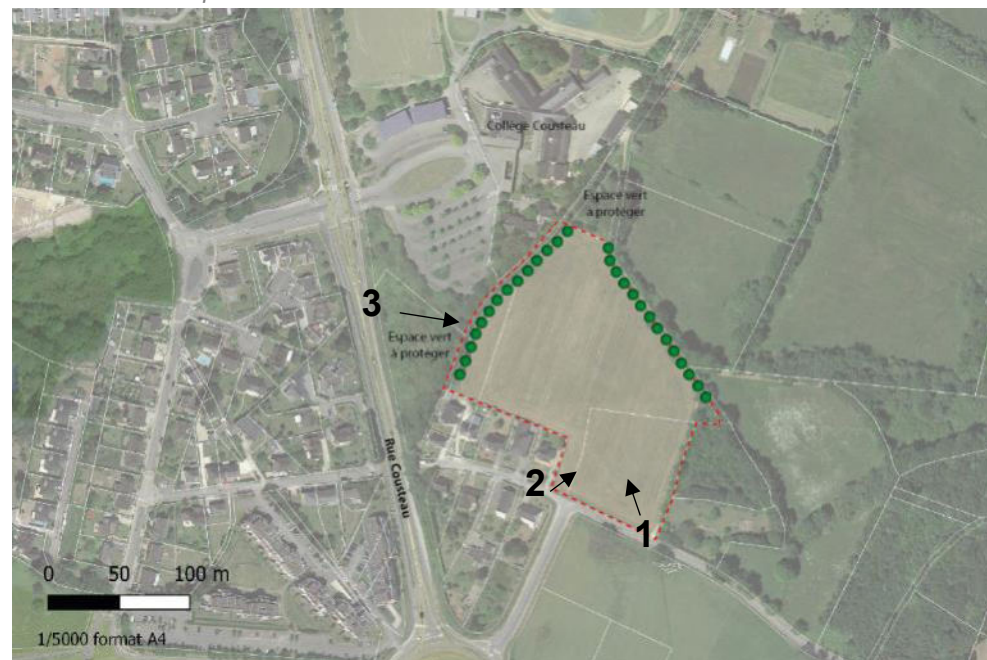 Collège Cousteau
Espace vert
à protéger
3
Espace vert
à protéger
Rue Cousteau
2
1
0 50 100 m
1/5000 format A4